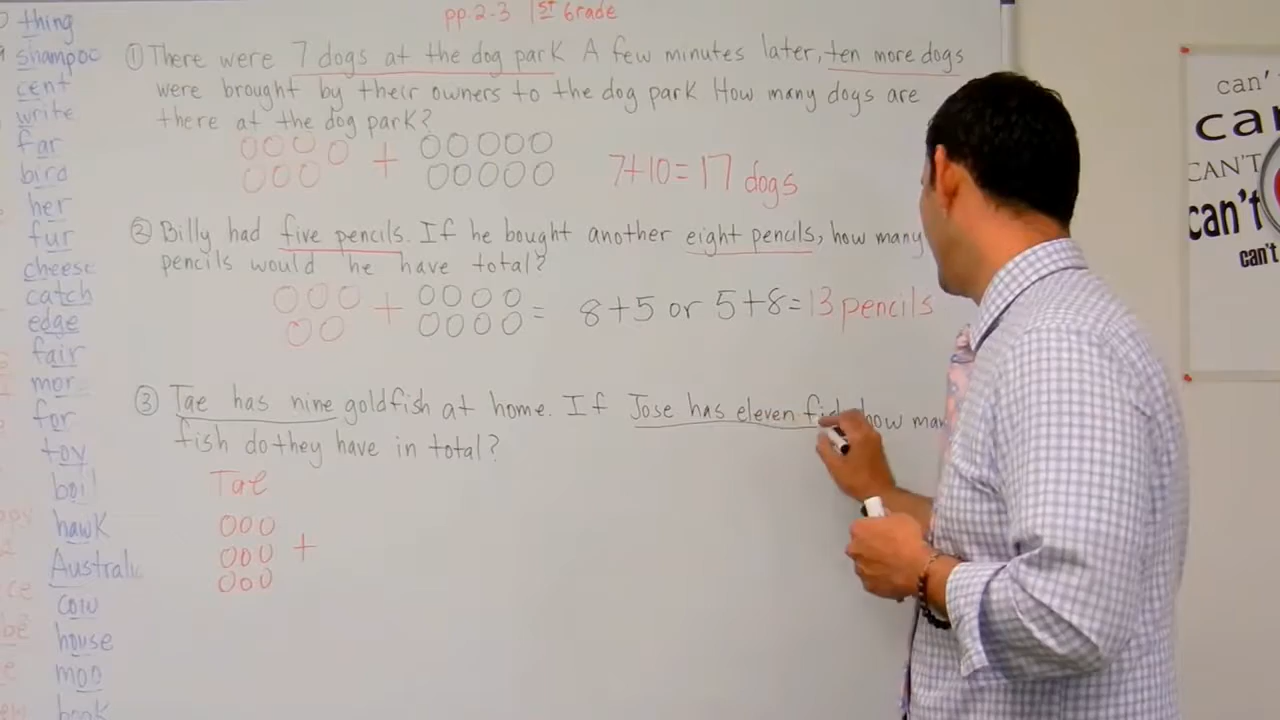 pp. 2-3 1st Grade
① There were 7 dogs at the dog park A few minutes later, ten more dogs
were brought by their owners to the dog park How many dogs are
there at the dog park?
+ 7+10=17 dogs
② Billy had five pencils. If he bought another eight pencils, how many
pencils would he have total?
+ = 8+5 or 5+8=13 pencils
③ Tae has nine goldfish at home. If Jose has eleven how
fish do they have in total?
Tae
+
thing
shampoo
cent
write
far
bird
her
fur
cheese
catch
edge
fair
for
toy
boil
hawk
cow
house
can't
CAN'T
can't
can't